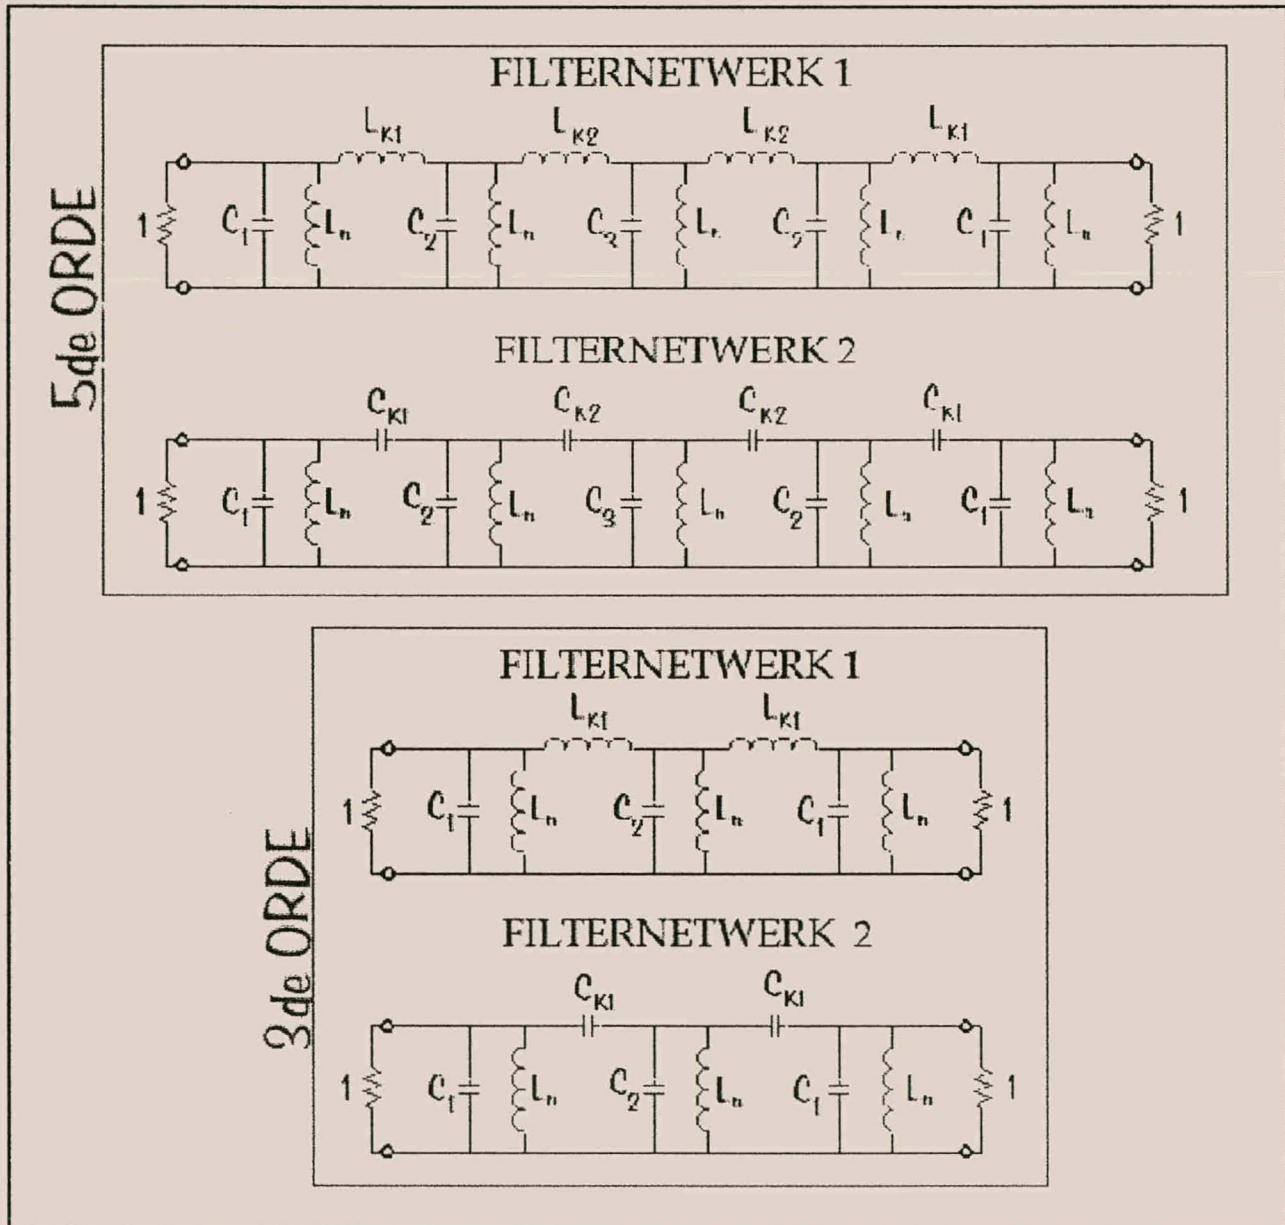 5de ORDE
FILTERNETWERK 1
L K1 L K2 L K2 L K1
1 C1 Ln C2 Ln C3 Ln C2 Ln C1 Ln 1
FILTERNETWERK 2
C K1 C K2 C K2 C K1
1 C1 Ln C2 Ln C3 Ln C2 Ln C1 Ln 1
3de ORDE
FILTERNETWERK 1
L K1 L K1
1 C1 Ln C2 Ln C1 Ln 1
FILTERNETWERK 2
C K1 C K1
1 C1 Ln C2 Ln C1 Ln 1